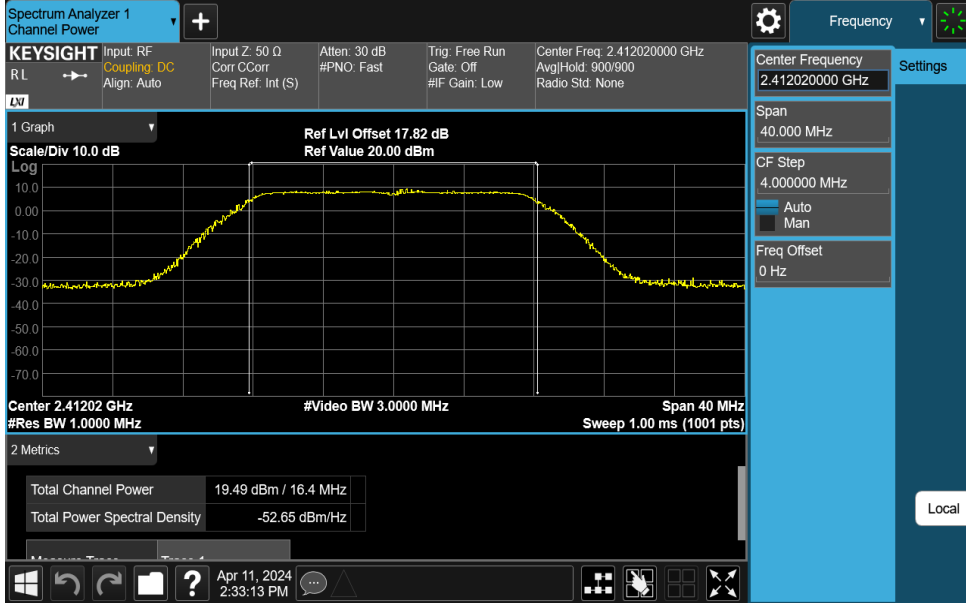 Spectrum Analyzer 1
Channel Power
Frequency
KEYSIGHT
RL
LXI
Input: RF
Coupling: DC
Align: Auto
Input Z: 50 Ω
Corr CCorr
Freq Ref: Int (S)
Atten: 30 dB
#PNO: Fast
Trig: Free Run
Gate: Off
#IF Gain: Low
Center Freq: 2.412020000 GHz
Avg|Hold: 900/900
Radio Std: None
Center Frequency
2.412020000 GHz
Settings
Span
40.000 MHz
CF Step
4.000000 MHz
Auto
Man
Freq Offset
0 Hz
Local
1 Graph
Scale/Div 10.0 dB
Ref Lvl Offset 17.82 dB
Ref Value 20.00 dBm
Log
10.0
0.00
-10.0
-20.0
-30.0
-40.0
-50.0
-60.0
-70.0
Center 2.41202 GHz
#Video BW 3.0000 MHz
Span 40 MHz
#Res BW 1.0000 MHz
Sweep 1.00 ms (1001 pts)
2 Metrics
Total Channel Power 19.49 dBm / 16.4 MHz
Total Power Spectral Density -52.65 dBm/Hz
Measure Trace Trace 1
Apr 11, 2024
2:33:13 PM